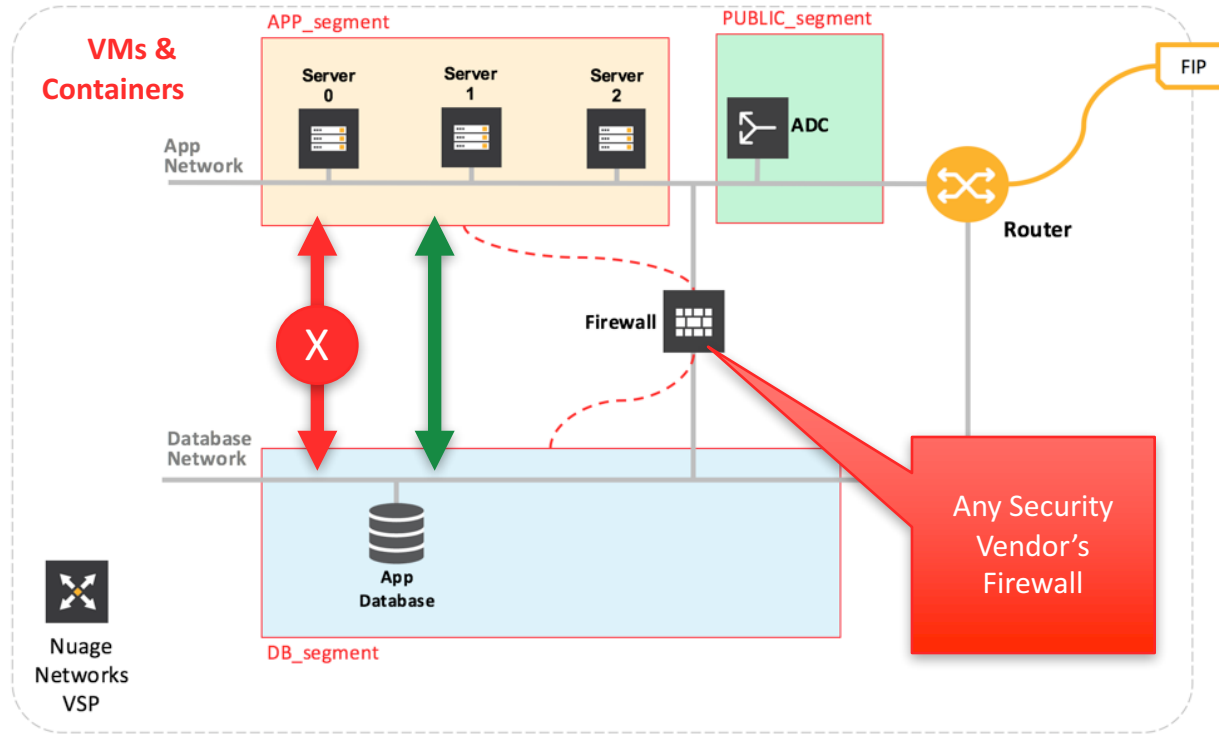 APP_segment
PUBLIC_segment
VMs &
Containers
FIP
Server
0
Server
1
Server
2
ADC
App
Network
Router
X
Firewall
Database
Network
Any Security
Vendor’s
Firewall
App
Database
Nuage
Networks
VSP
DB_segment